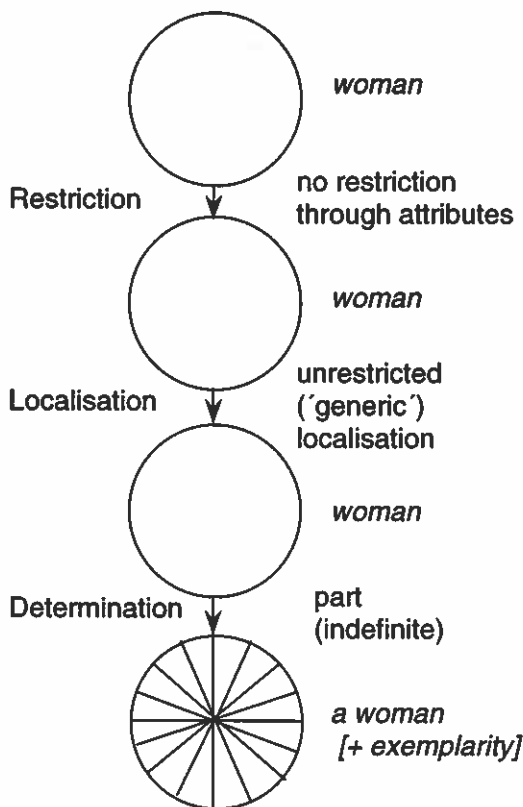 woman
Restriction
no restriction
through attributes
woman
Localisation
unrestricted
(´generic´)
localisation
woman
Determination
part
(indefinite)
a woman
[+ exemplarity]